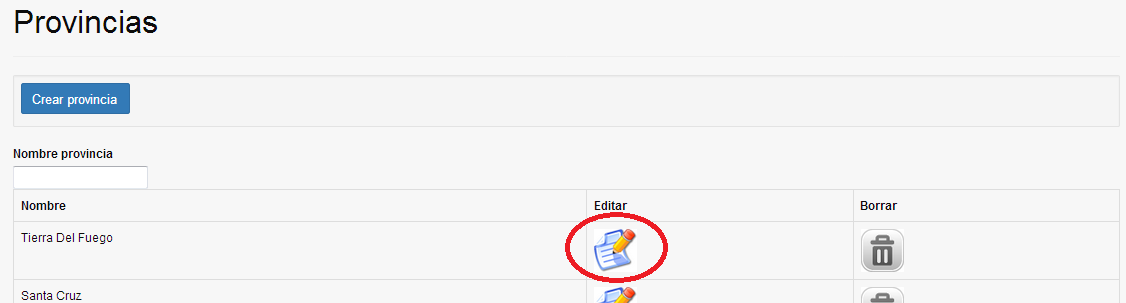 Provincias
Crear provincia
Nombre provincia
Nombre Editar Borrar
Tierra Del Fuego
Santa Cruz